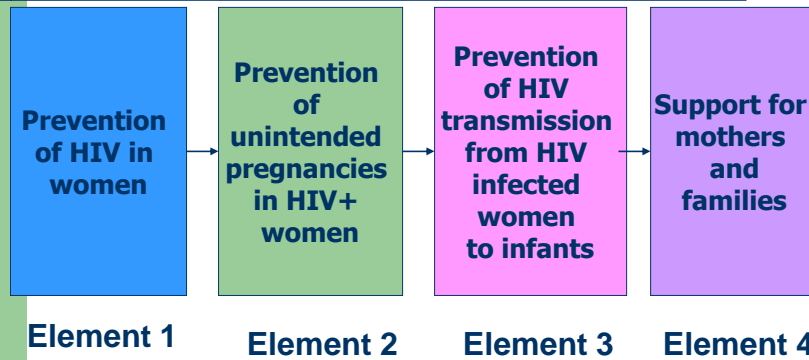 Prevention
of HIV in
women
Prevention
of
unintended
pregnancies
in HIV+
women
Prevention
of HIV
transmission
from HIV
infected
women
to infants
Support for
mothers
and
families
Element 1
Element 2
Element 3
Element 4